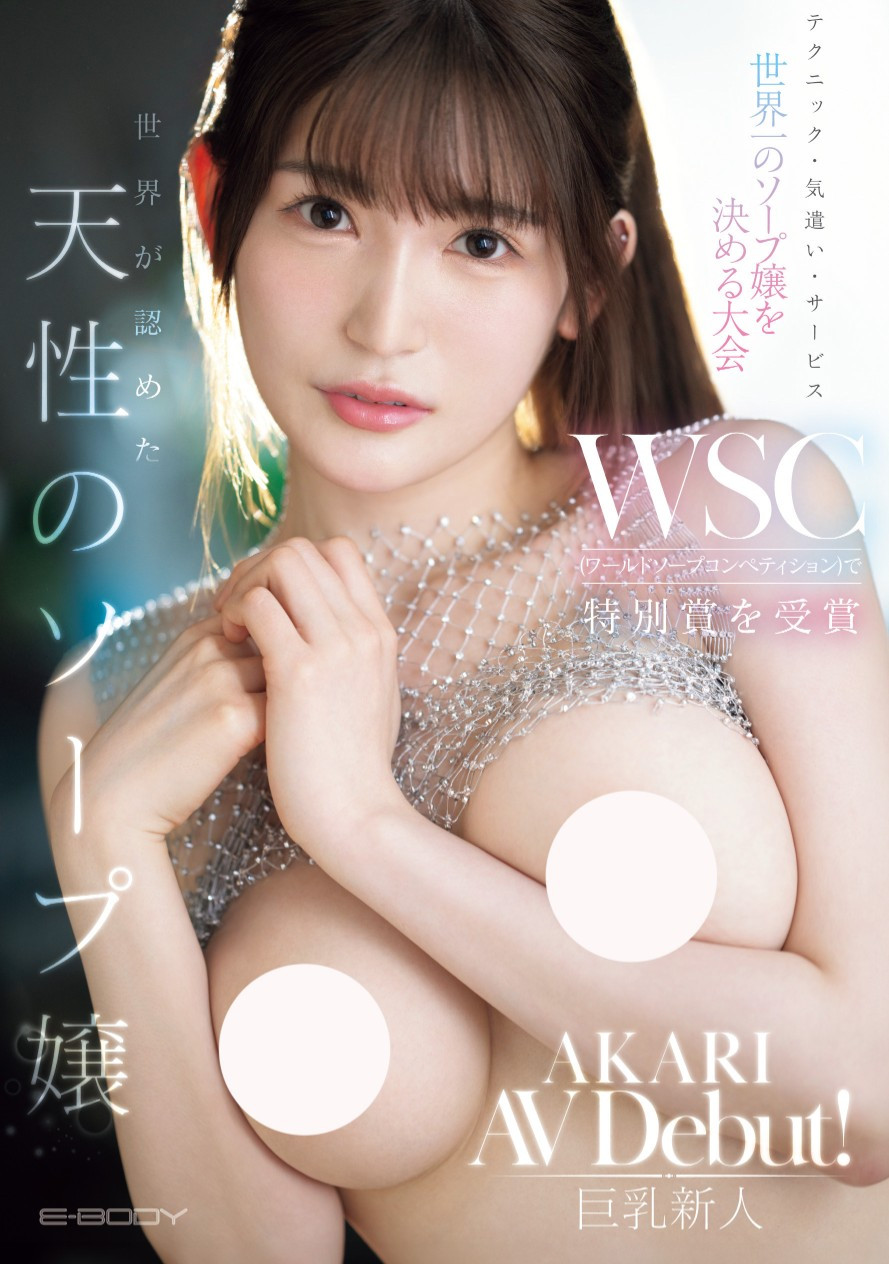 テクニック・気遣い・サービス
世界一のソープ嬢を
決める大会
WSC
(ワールドソープコンペティション)で
特別賞を受賞
世界が認めた
天性のソープ嬢
AKARI
AV Debut!
巨乳新人
E-BODY